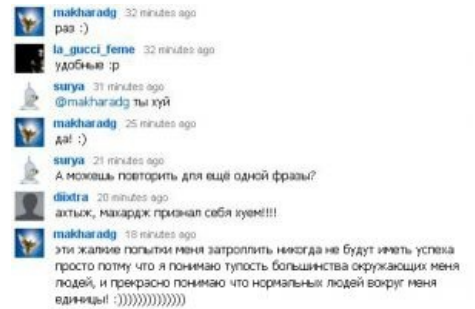 makharadg 32 minutes ago
раз :)
la_gucci_feme 32 minutes ago
удобные :p
surya 31 minutes ago
@makharadg ты хуй
makharadg 25 minutes ago
да! :)
surya 21 minutes ago
А можешь повторить для ещё одной фразы?
diixtra 20 minutes ago
ахтыж, махардж признал себя хуем!!!!
makharadg 18 minutes ago
эти жалкие попытки меня затроллить никогда не будут иметь успеха
просто потму что я понимаю тупость большинства окружающих меня
людей, и прекрасно понимаю что нормальных людей вокруг меня
единицы! :))))))))))))))